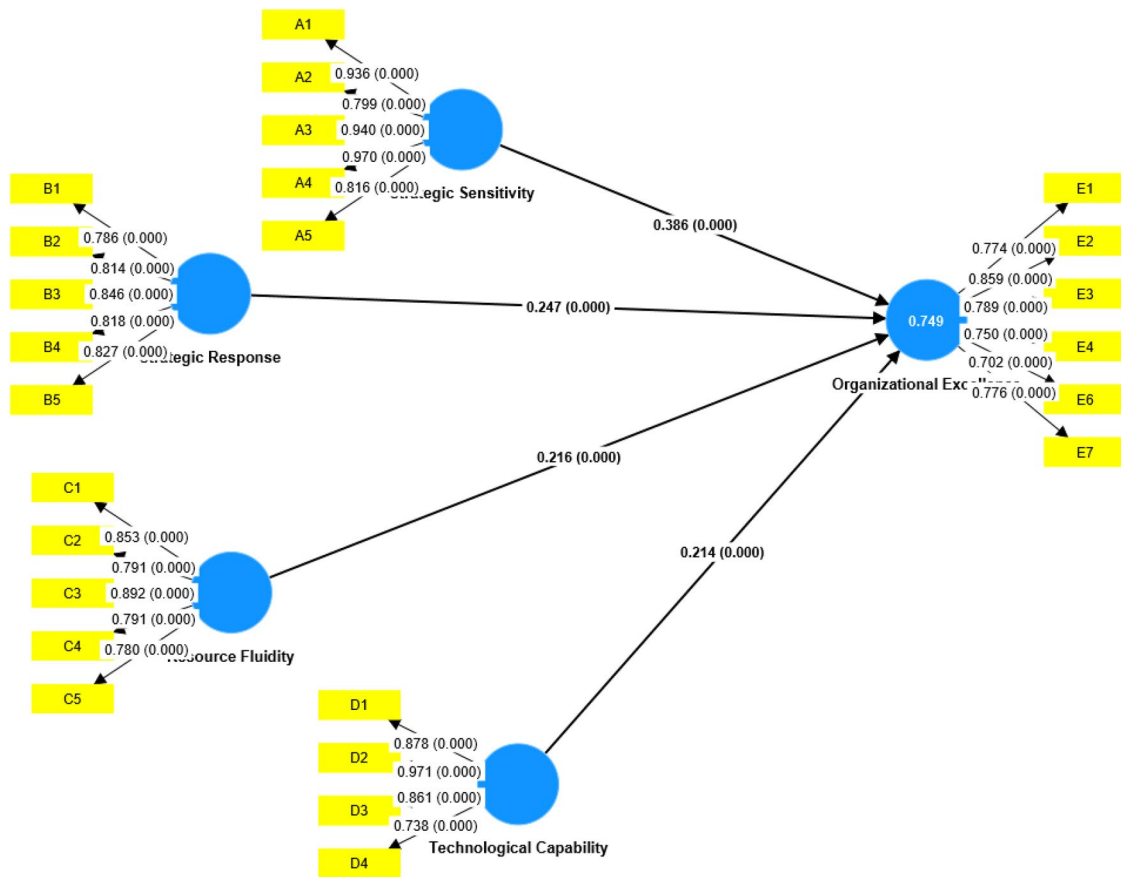 A1
0.936 (0.000)
A2
0.799 (0.000)
A3
0.940 (0.000)
0.970 (0.000)
A4
0.816 (0.000)
Strategic Sensitivity
A5
B1
0.786 (0.000)
B2
0.814 (0.000)
B3
0.846 (0.000)
0.818 (0.000)
B4
0.827 (0.000)
Strategic Response
B5
C1
0.853 (0.000)
C2
0.791 (0.000)
C3
0.892 (0.000)
C4
0.791 (0.000)
0.780 (0.000)
Resource Fluidity
C5
D1
0.878 (0.000)
D2
0.971 (0.000)
0.861 (0.000)
D3
0.738 (0.000)
Technological Capability
D4
0.386 (0.000)
0.247 (0.000)
0.216 (0.000)
0.214 (0.000)
0.749
Organizational Excellence
E1
0.774 (0.000)
E2
0.859 (0.000)
E3
0.789 (0.000)
0.750 (0.000)
E4
0.702 (0.000)
E6
0.776 (0.000)
E7